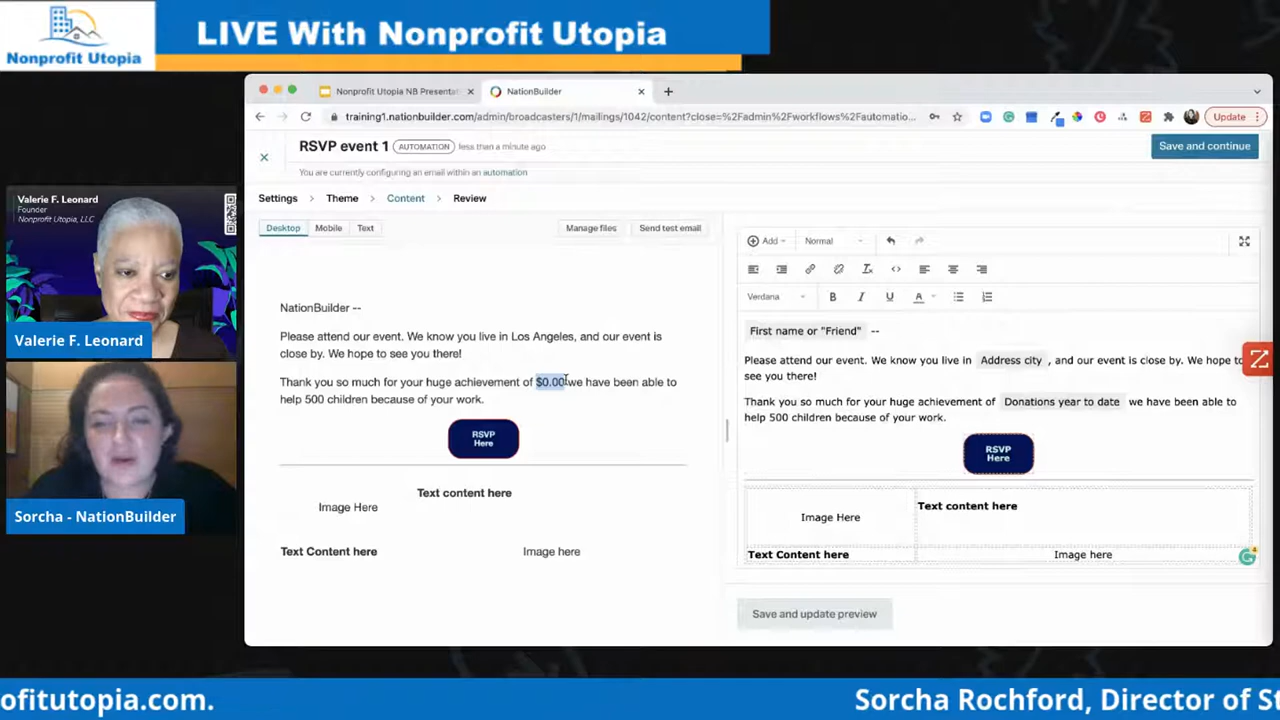 LIVE With Nonprofit Utopia
Nonprofit Utopia
Nonprofit Utopia NB Presentat
NationBuilder
training1.nationbuilder.com/admin/broadcasters/1/mailings/1042/content?close=%2Fadmin%2Fworkflows%2Fautomatio...
Update
RSVP event 1
AUTOMATION
less than a minute ago
Save and continue
You are currently configuring an email within an automation
Settings > Theme > Content > Review
Valerie F. Leonard
Founder
Nonprofit Utopia, LLC
Valerie F. Leonard
Sorcha - NationBuilder
Desktop
Mobile
Text
Manage files
Send test email
NationBuilder --
Please attend our event. We know you live in Los Angeles, and our event is
close by. We hope to see you there!
Thank you so much for your huge achievement of $0.00 we have been able to
help 500 children because of your work.
RSVP
Here
Text content here
Image Here
Text Content here
Image here
Add
Normal
Verdana
B
I
U
A
First name or "Friend" --
Please attend our event. We know you live in Address city , and our event is close by. We hope to
see you there!
Thank you so much for your huge achievement of Donations year to date we have been able to
help 500 children because of your work.
RSVP
Here
Image Here
Text content here
Text Content here
Image here
Save and update preview
ofitutopia.com.
Sorcha Rochford, Director of St